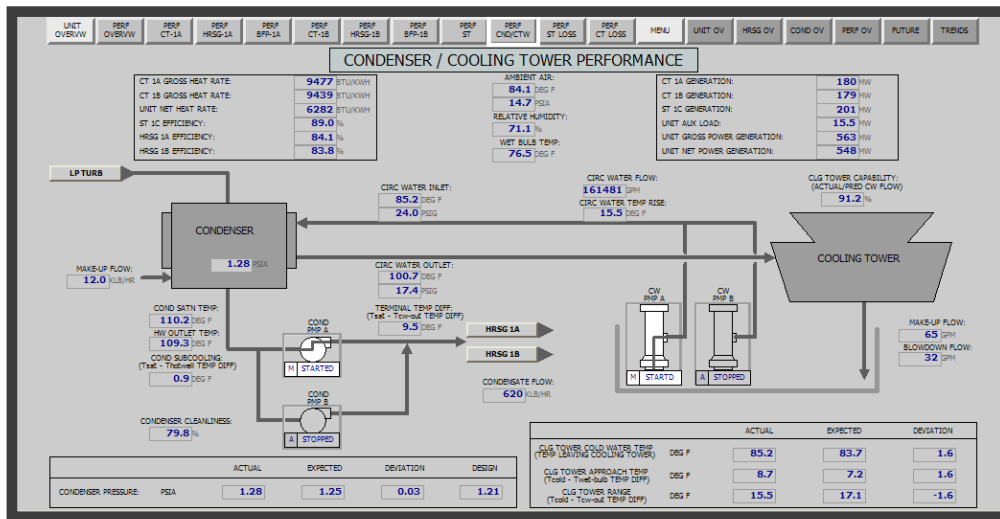 UNIT OVERVW
PERF OVERVW
PERF CT-1A
PERF HRSG-1A
PERF BFP-1A
PERF CT-1B
PERF HRSG-1B
PERF BFP-1B
PERF ST
PERF CND/CTW
PERF ST LOSS
PERF CT LOSS
MENU
UNIT OV
HRSG OV
COND OV
PERF OV
FUTURE
TRENDS
CONDENSER / COOLING TOWER PERFORMANCE
CT 1A GROSS HEAT RATE: 9477 BTU/KWH
CT 1B GROSS HEAT RATE: 9439 BTU/KWH
UNIT NET HEAT RATE: 6282 BTU/KWH
ST 1C EFFICIENCY: 89.0 %
HRSG 1A EFFICIENCY: 84.1 %
HRSG 1B EFFICIENCY: 83.8 %
AMBIENT AIR:
84.1 DEG F
14.7 PSIA
RELATIVE HUMIDITY:
71.1 %
WET BULB TEMP:
76.5 DEG F
CT 1A GENERATION: 180 MW
CT 1B GENERATION: 179 MW
ST 1C GENERATION: 201 MW
UNIT AUX LOAD: 15.5 MW
UNIT GROSS POWER GENERATION: 563 MW
UNIT NET POWER GENERATION: 548 MW
LP TURB
CIRC WATER INLET:
85.2 DEG F
24.0 PSIG
CIRC WATER FLOW:
161481 GPM
CIRC WATER TEMP RISE:
15.5 DEG F
CLG TOWER CAPABILITY:
(ACTUAL/PRED CW FLOW)
91.2 %
CONDENSER
1.28 PSIA
COOLING TOWER
MAKE-UP FLOW:
12.0 KLB/HR
CIRC WATER OUTLET:
100.7 DEG F
17.4 PSIG
COND SATN TEMP:
110.2 DEG F
HW OUTLET TEMP:
109.3 DEG F
COND SUBCOOLING:
(Tsat - Thotwell TEMP DIFF)
0.9 DEG F
COND
PMP A
M STARTED
TERMINAL TEMP DIFF:
(Tsat - Tcw-out TEMP DIFF)
9.5 DEG F
HRSG 1A
HRSG 1B
CW
PMP A
M STARTD
CW
PMP B
A STOPPED
MAKE-UP FLOW:
65 GPM
BLOWDOWN FLOW:
32 GPM
CONDENSATE FLOW:
620 KLB/HR
COND
PMP B
A STOPPED
CONDENSER CLEANLINESS:
79.8 %
ACTUAL EXPECTED DEVIATION DESIGN
CONDENSER PRESSURE: PSIA 1.28 1.25 0.03 1.21
ACTUAL EXPECTED DEVIATION
CLG TOWER COLD WATER TEMP
(TEMP LEAVING COOLING TOWER) DEG F 85.2 83.7 1.6
CLG TOWER APPROACH TEMP
(Tcold - Twet-bulb TEMP DIFF) DEG F 8.7 7.2 1.6
CLG TOWER RANGE
(Tcold - Tcw-out TEMP DIFF) DEG F 15.5 17.1 -1.6